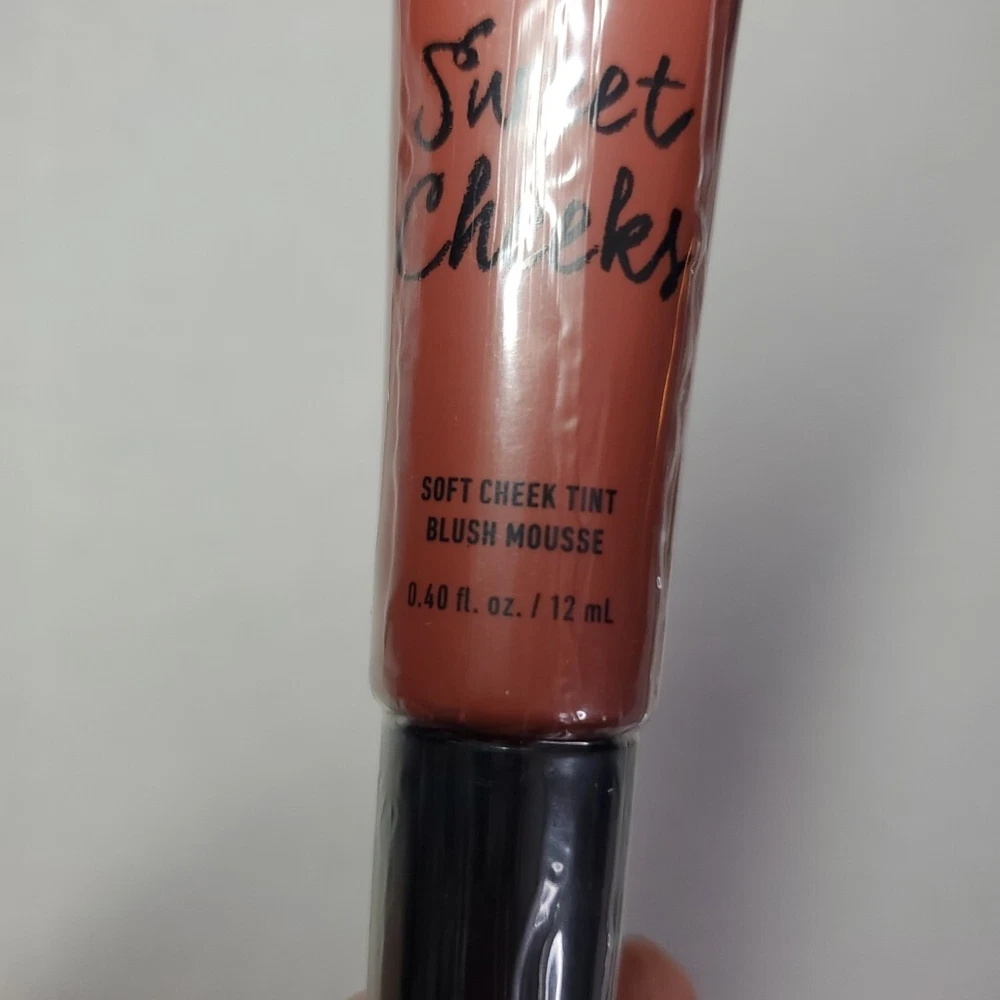 Sweet
Cheeks
SOFT CHEEK TINT
BLUSH MOUSSE
0.40 fl. oz. / 12 mL